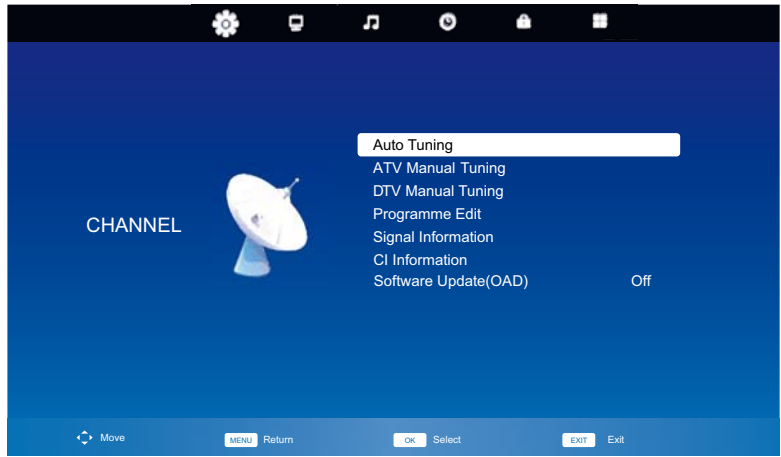 Auto Tuning
ATV Manual Tuning
DTV Manual Tuning
Programme Edit
CHANNEL
Signal Information
CI Information
Software Update(OAD) Off
Move MENU Return OK Select EXIT Exit